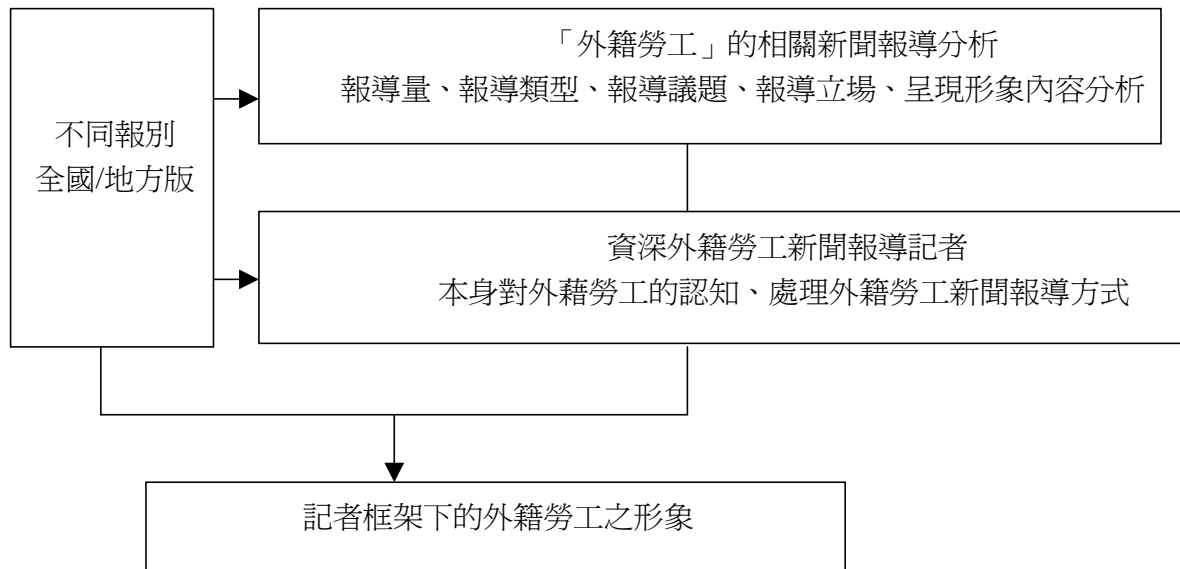 不同報別
全國/地方版
「外籍勞工」的相關新聞報導分析
報導量、報導類型、報導議題、報導立場、呈現形象內容分析
資深外籍勞工新聞報導記者
本身對外藉勞工的認知、處理外籍勞工新聞報導方式
記者框架下的外籍勞工之形象